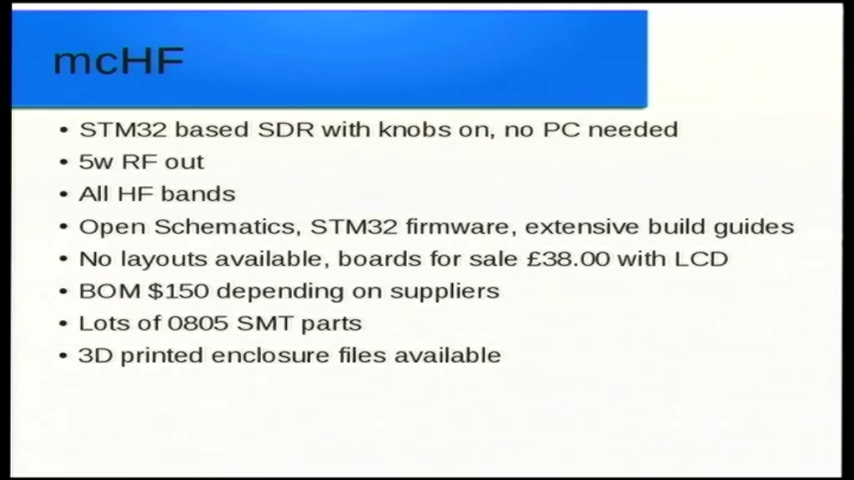 mcHF
• STM32 based SDR with knobs on, no PC needed
• 5w RF out
• All HF bands
• Open Schematics, STM32 firmware, extensive build guides
• No layouts available, boards for sale £38.00 with LCD
• BOM $150 depending on suppliers
• Lots of 0805 SMT parts
• 3D printed enclosure files available